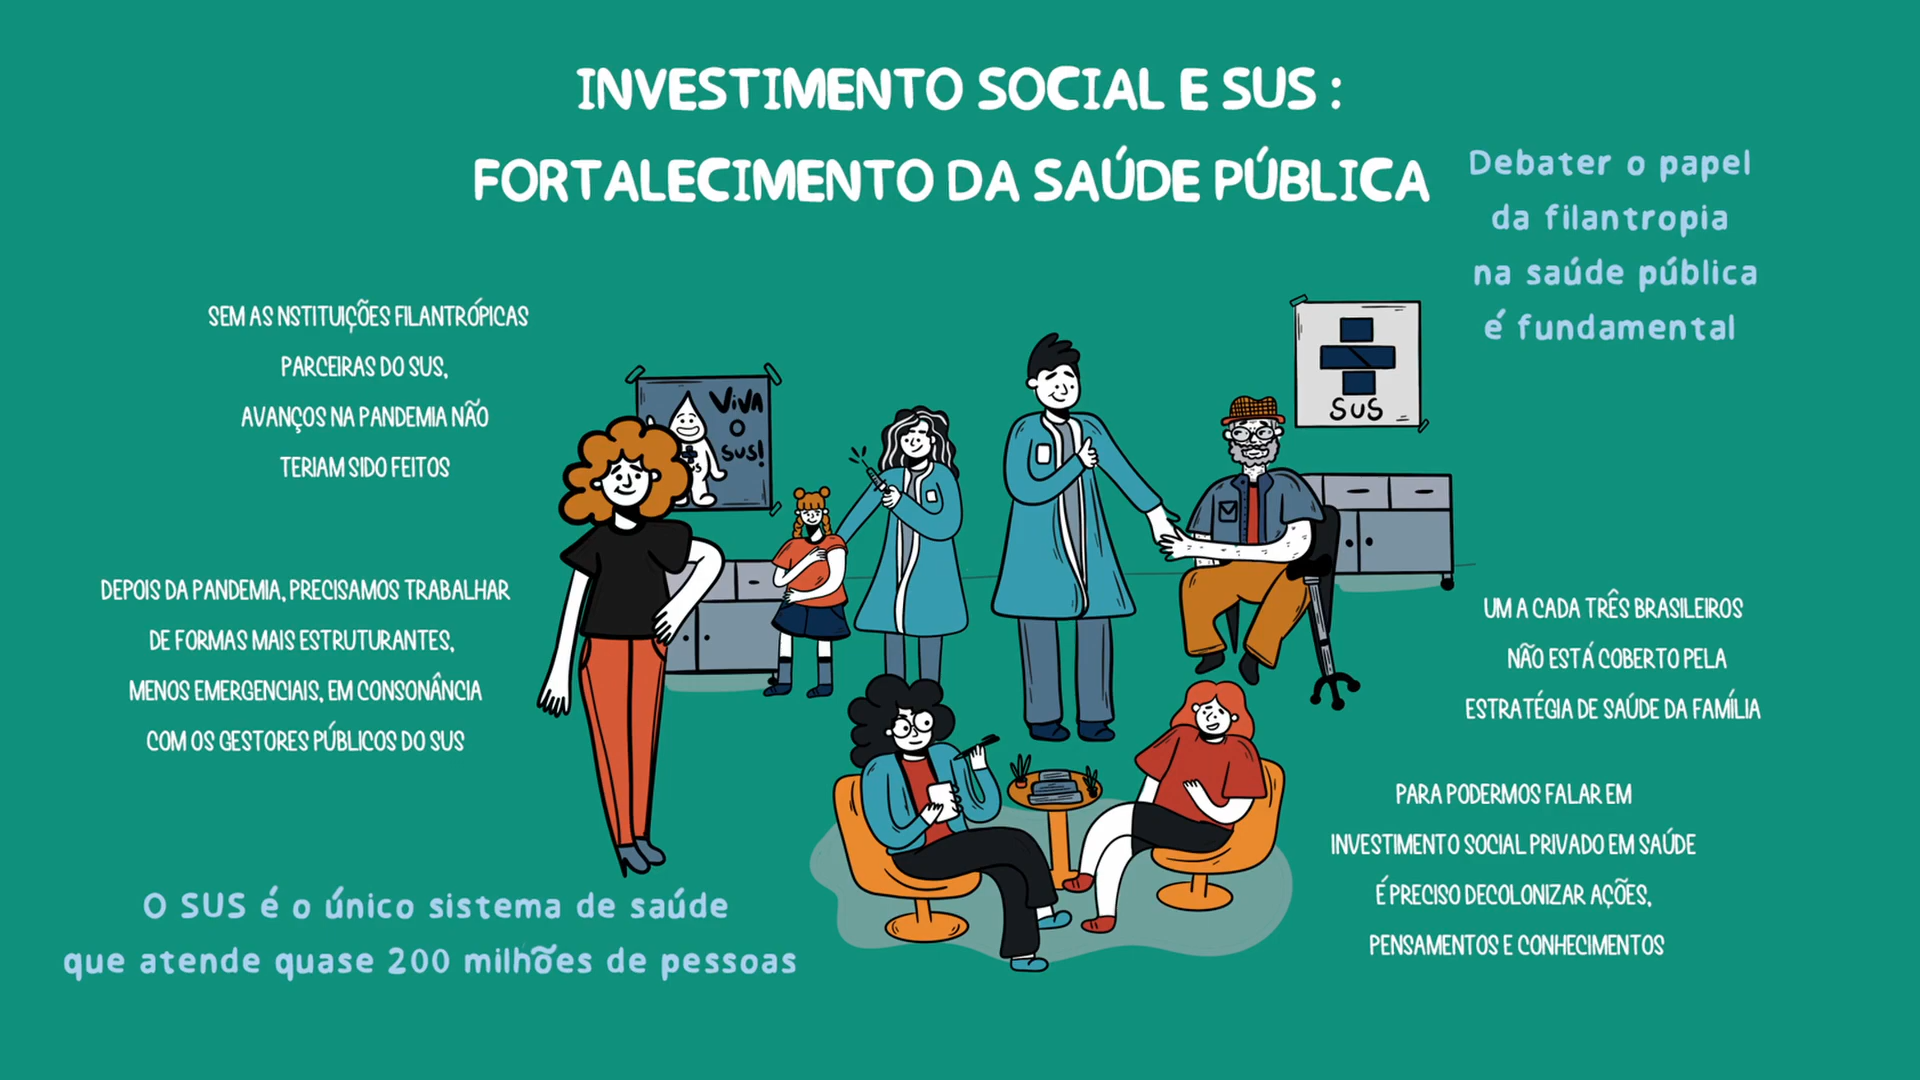 INVESTIMENTO SOCIAL E SUS :
FORTALECIMENTO DA SAÚDE PÚBLICA
Debater o papel
da filantropia
na saúde pública
é fundamental
SEM AS NSTITUIÇÕES FILANTRÓPICAS
PARCEIRAS DO SUS,
AVANÇOS NA PANDEMIA NÃO
TERIAM SIDO FEITOS
VIVA
O
SUS!
SUS
DEPOIS DA PANDEMIA, PRECISAMOS TRABALHAR
DE FORMAS MAIS ESTRUTURANTES,
MENOS EMERGENCIAIS, EM CONSONÂNCIA
COM OS GESTORES PÚBLICOS DO SUS
UM A CADA TRÊS BRASILEIROS
NÃO ESTÁ COBERTO PELA
ESTRATÉGIA DE SAÚDE DA FAMÍLIA
PARA PODERMOS FALAR EM
INVESTIMENTO SOCIAL PRIVADO EM SAÚDE
É PRECISO DECOLONIZAR AÇÕES,
PENSAMENTOS E CONHECIMENTOS
O SUS é o único sistema de saúde
que atende quase 200 milhões de pessoas